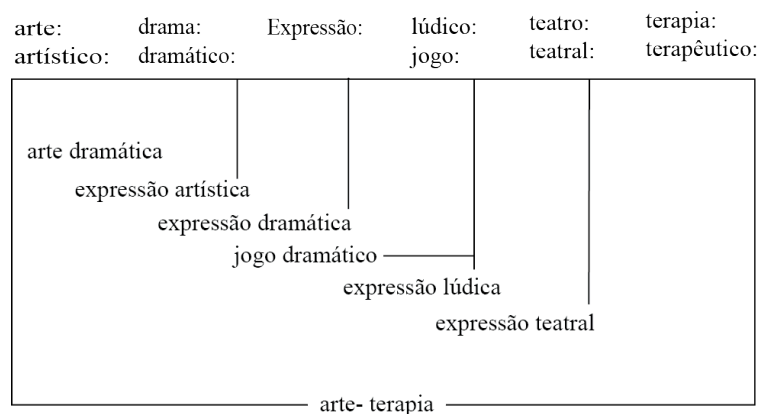 arte: drama: Expressão: lúdico: teatro: terapia:
artístico: dramático: jogo: teatral: terapêutico:
arte dramática
expressão artística
expressão dramática
jogo dramático
expressão lúdica
expressão teatral
arte- terapia